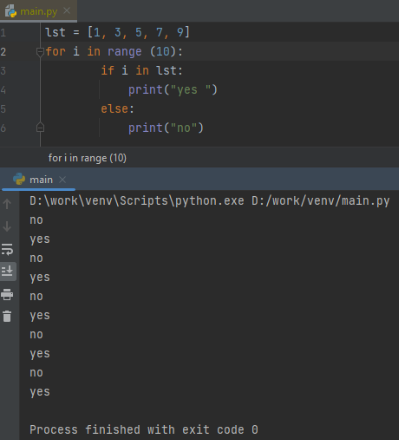 main.py ×
1 lst = [1, 3, 5, 7, 9]
2 for i in range (10):
3 if i in lst:
4 print("yes ")
5 else:
6 print("no")
for i in range (10)
main ×
D:\work\venv\Scripts\python.exe D:/work/venv/main.py
no
yes
no
yes
no
yes
no
yes
no
yes
Process finished with exit code 0